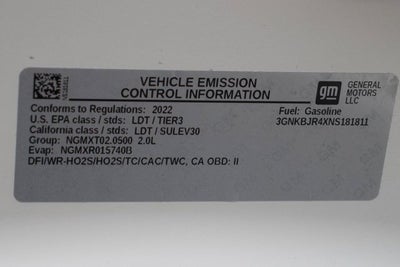 VEHICLE EMISSION
CONTROL INFORMATION
gm
GENERAL
MOTORS
LLC
Conforms to Regulations: 2022
Fuel: Gasoline
U.S. EPA class / stds: LDT / TIER3
3GNKBJR4XNS181811
California class / stds: LDT / SULEV30
Group: NGMXT02.0500 2.0L
Evap: NGMXR015740B
DFI/WR-HO2S/HO2S/TC/CAC/TWC, CA OBD: II